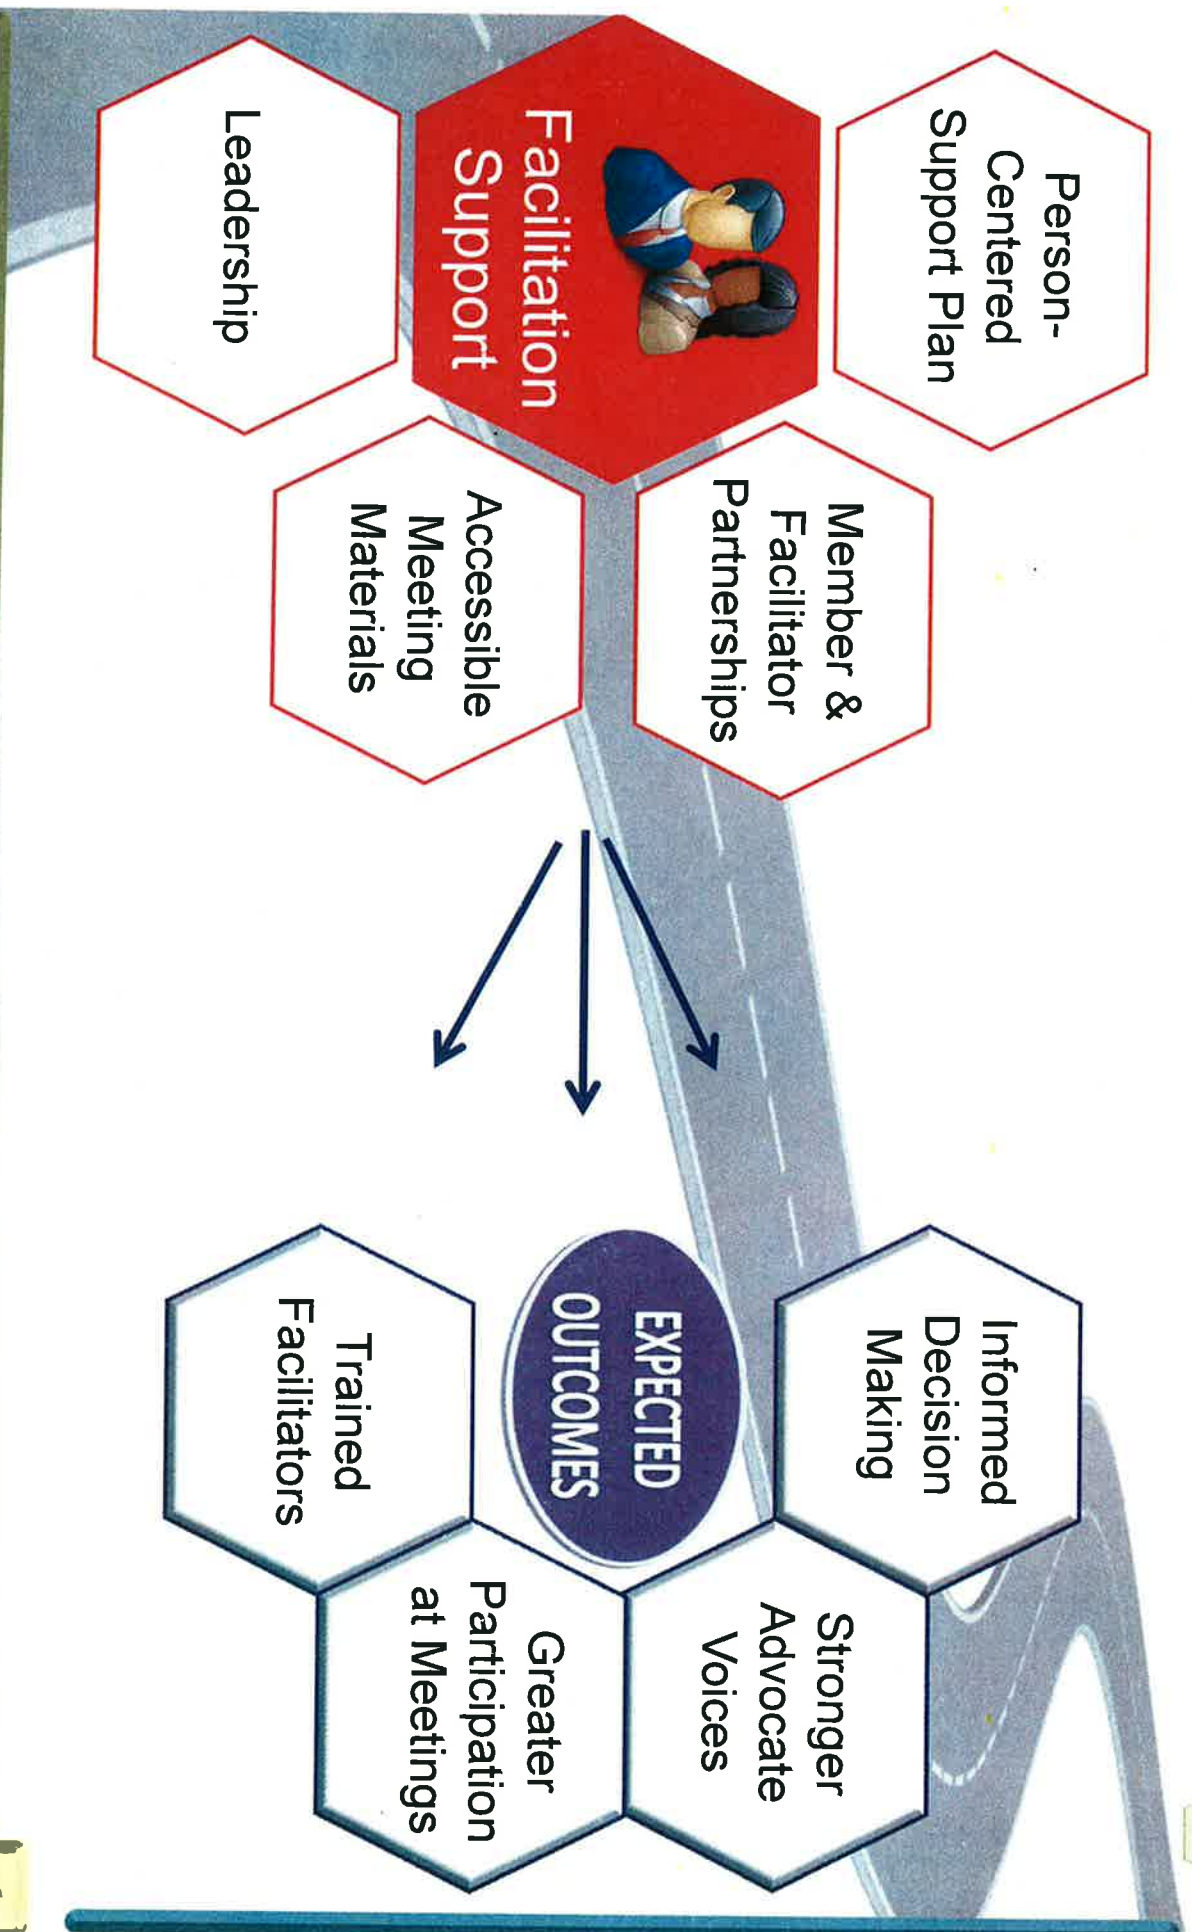 Person-
Centered
Support Plan
Member &
Facilitator
Partnerships
Facilitation
Support
Accessible
Meeting
Materials
Leadership
Informed
Decision
Making
Stronger
Advocate
Voices
EXPECTED
OUTCOMES
Greater
Participation
at Meetings
Trained
Facilitators